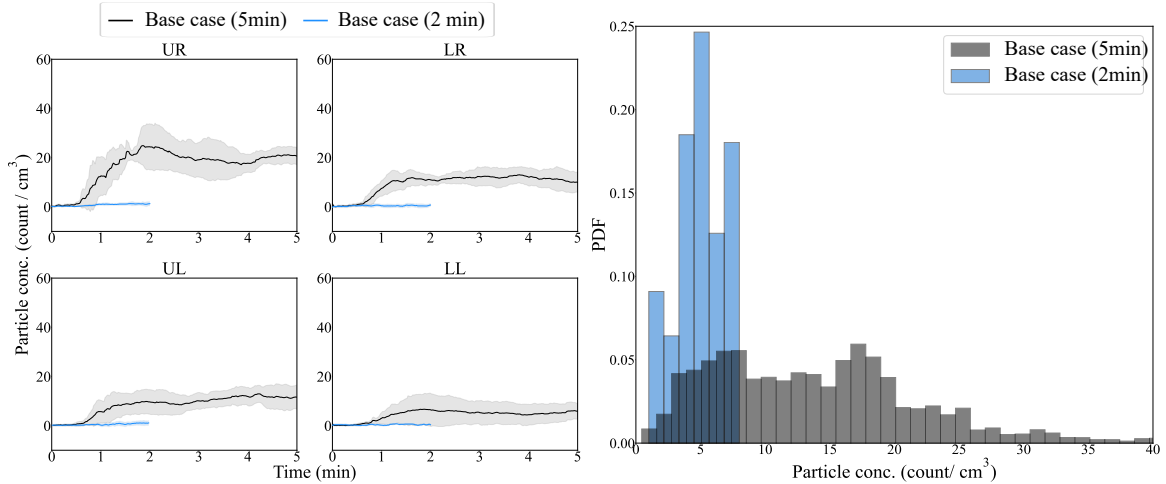 Base case (5min)
Base case (2 min)
UR
LR
60
40
20
0
0 1 2 3 4 5
60
40
20
0
0 1 2 3 4 5
UL
LL
60
40
20
0
0 1 2 3 4 5
60
40
20
0
0 1 2 3 4 5
Particle conc. (count / cm³)
Time (min)
0.25
0.20
0.15
0.10
0.05
0.00
PDF
Base case (5min)
Base case (2min)
0 5 10 15 20 25 30 35 40
Particle conc. (count/ cm³)